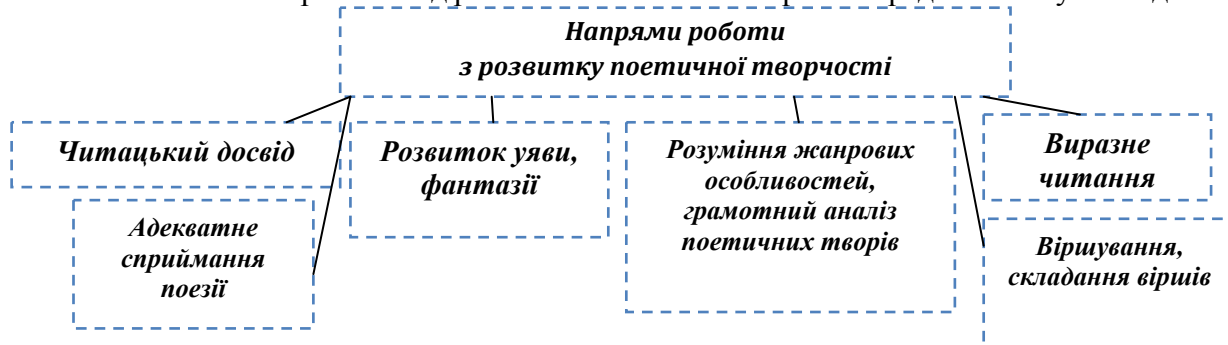 Напрями роботи
з розвитку поетичної творчості
Читацький досвід
Розвиток уяви,
фантазії
Розуміння жанрових
особливостей,
грамотний аналіз
поетичних творів
Виразне
читання
Адекватне
сприймання
поезії
Віршування,
складання віршів